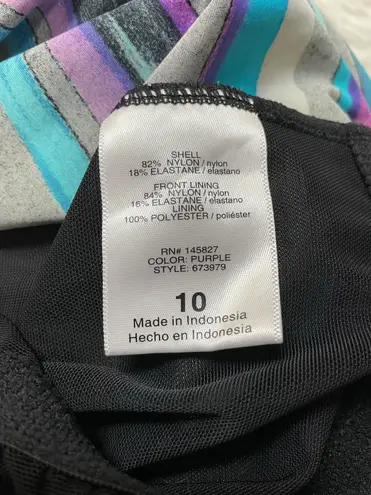 SHELL
82% NYLON / nylon
18% ELASTANE / elastano
FRONT LINING
84% NYLON / nylon
16% ELASTANE / elastano
LINING
100% POLYESTER / poliéster
RN# 145827
COLOR: PURPLE
STYLE: 673979
10
Made in Indonesia
Hecho en Indonesia